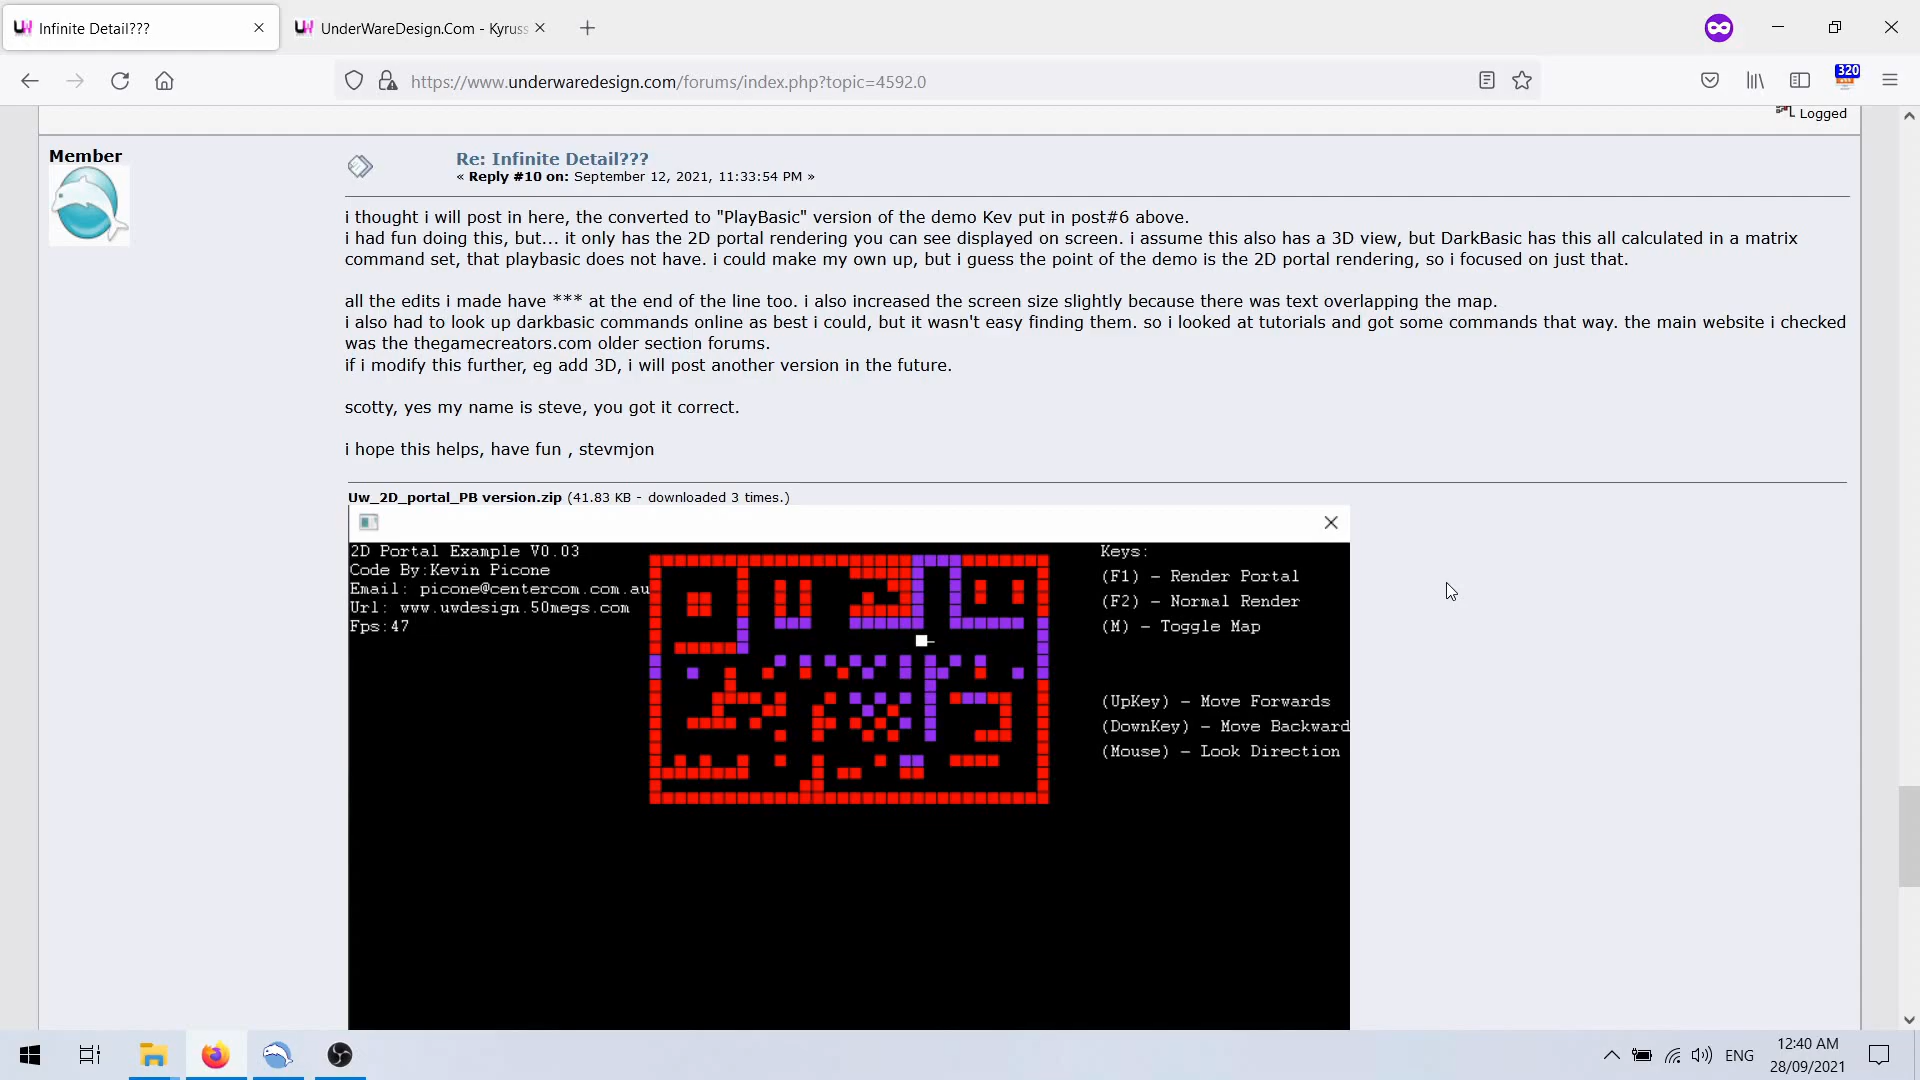 Infinite Detail???
UnderWareDesign.Com - Kyruss
https://www.underwaredesign.com/forums/index.php?topic=4592.0
320
Logged
Member
Re: Infinite Detail???
« Reply #10 on: September 12, 2021, 11:33:54 PM »
i thought i will post in here, the converted to "PlayBasic" version of the demo Kev put in post#6 above.
i had fun doing this, but... it only has the 2D portal rendering you can see displayed on screen. i assume this also has a 3D view, but DarkBasic has this all calculated in a matrix
command set, that playbasic does not have. i could make my own up, but i guess the point of the demo is the 2D portal rendering, so i focused on just that.
all the edits i made have *** at the end of the line too. i also increased the screen size slightly because there was text overlapping the map.
i also had to look up darkbasic commands online as best i could, but it wasn't easy finding them. so i looked at tutorials and got some commands that way. the main website i checked
was the thegamecreators.com older section forums.
if i modify this further, eg add 3D, i will post another version in the future.
scotty, yes my name is steve, you got it correct.
i hope this helps, have fun , stevmjon
Uw_2D_portal_PB version.zip (41.83 KB - downloaded 3 times.)
2D Portal Example V0.03
Code By:Kevin Picone
Email: picone@centercom.com.au
Url: www.uwdesign.50megs.com
Fps:47
Keys:
(F1) - Render Portal
(F2) - Normal Render
(M) - Toggle Map
(UpKey) - Move Forwards
(DownKey) - Move Backward
(Mouse) - Look Direction
ENG
12:40 AM
28/09/2021